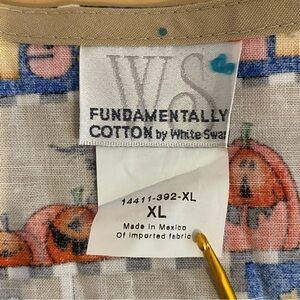 WS
FUNDAMENTALLY
COTTON by White Swan
14411-392-XL
XL
Made in Mexico
Of imported fabric